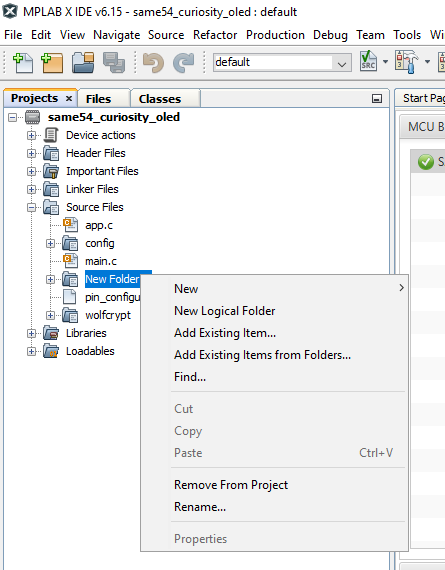 MPLAB X IDE v6.15 - same54_curiosity_oled : default
File Edit View Navigate Source Refactor Production Debug Team Tools Wi
default
SRC
Projects × Files Classes
Start Pag
same54_curiosity_oled
MCU B
Device actions
Header Files
S
Important Files
Linker Files
Source Files
app.c
config
main.c
New Folder
pin_configu
wolfcrypt
Libraries
Loadables
New
New Logical Folder
Add Existing Item...
Add Existing Items from Folders...
Find...
Cut
Copy
Paste Ctrl+V
Remove From Project
Rename...
Properties